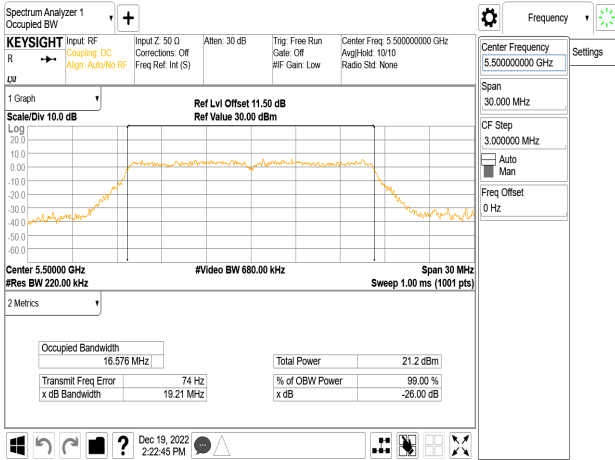 Spectrum Analyzer 1
Occupied BW
Frequency
KEYSIGHT
R
LXI
Input: RF
Coupling: DC
Align: Auto/No RF
Input Z: 50 Ω
Corrections: Off
Freq Ref: Int (S)
Atten: 30 dB
Trig: Free Run
Gate: Off
#IF Gain: Low
Center Freq: 5.500000000 GHz
Avg|Hold: 10/10
Radio Std: None
Center Frequency
5.500000000 GHz
Settings
Span
30.000 MHz
CF Step
3.000000 MHz
Auto
Man
Freq Offset
0 Hz
1 Graph
Ref Lvl Offset 11.50 dB
Scale/Div 10.0 dB
Ref Value 30.00 dBm
Log
20.0
10.0
0.00
-10.0
-20.0
-30.0
-40.0
-50.0
-60.0
Center 5.50000 GHz
#Video BW 680.00 kHz
Span 30 MHz
#Res BW 220.00 kHz
Sweep 1.00 ms (1001 pts)
2 Metrics
Occupied Bandwidth
16.576 MHz
Total Power 21.2 dBm
Transmit Freq Error 74 Hz
% of OBW Power 99.00 %
x dB Bandwidth 19.21 MHz
x dB -26.00 dB
?
Dec 19, 2022
2:22:45 PM